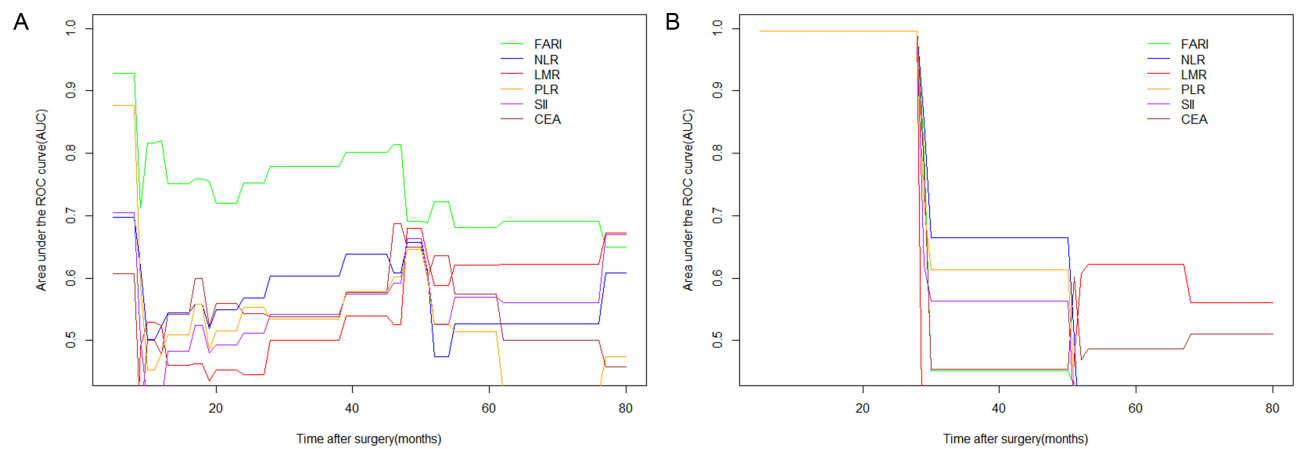 A
Area under the ROC curve(AUC)
1.0
0.9
0.8
0.7
0.6
0.5
FARI
NLR
LMR
PLR
SII
CEA
20
40
60
80
Time after surgery(months)
B
Area under the ROC curve(AUC)
1.0
0.9
0.8
0.7
0.6
0.5
FARI
NLR
LMR
PLR
SII
CEA
20
40
60
80
Time after surgery(months)